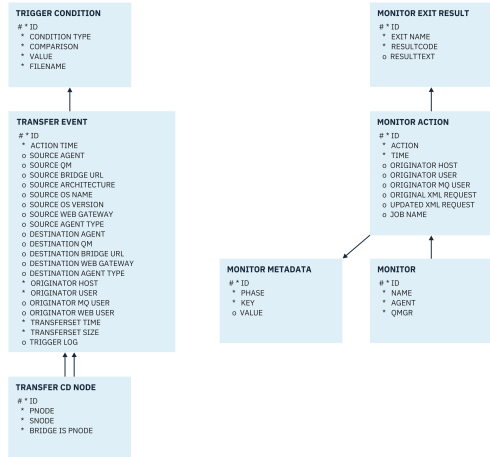 TRIGGER CONDITION
# * ID
* CONDITION TYPE
* COMPARISON
* VALUE
* FILENAME
TRANSFER EVENT
# * ID
* ACTION TIME
o SOURCE AGENT
o SOURCE QM
o SOURCE BRIDGE URL
o SOURCE ARCHITECTURE
o SOURCE OS NAME
o SOURCE OS VERSION
o SOURCE WEB GATEWAY
o SOURCE AGENT TYPE
o DESTINATION AGENT
o DESTINATION QM
o DESTINATION BRIDGE URL
o DESTINATION WEB GATEWAY
o DESTINATION AGENT TYPE
* ORIGINATOR HOST
* ORIGINATOR USER
o ORIGINATOR MQ USER
o ORIGINATOR WEB USER
* TRANSFERSET TIME
* TRANSFERSET SIZE
o TRIGGER LOG
TRANSFER CD NODE
# * ID
* PNODE
* SNODE
* BRIDGE IS PNODE
MONITOR EXIT RESULT
# * ID
* EXIT NAME
* RESULTCODE
o RESULTTEXT
MONITOR ACTION
# * ID
* ACTION
* TIME
o ORIGINATOR HOST
o ORIGINATOR USER
o ORIGINATOR MQ USER
o ORIGINAL XML REQUEST
o UPDATED XML REQUEST
o JOB NAME
MONITOR METADATA
# * ID
* PHASE
* KEY
o VALUE
MONITOR
# * ID
* NAME
* AGENT
* QMGR